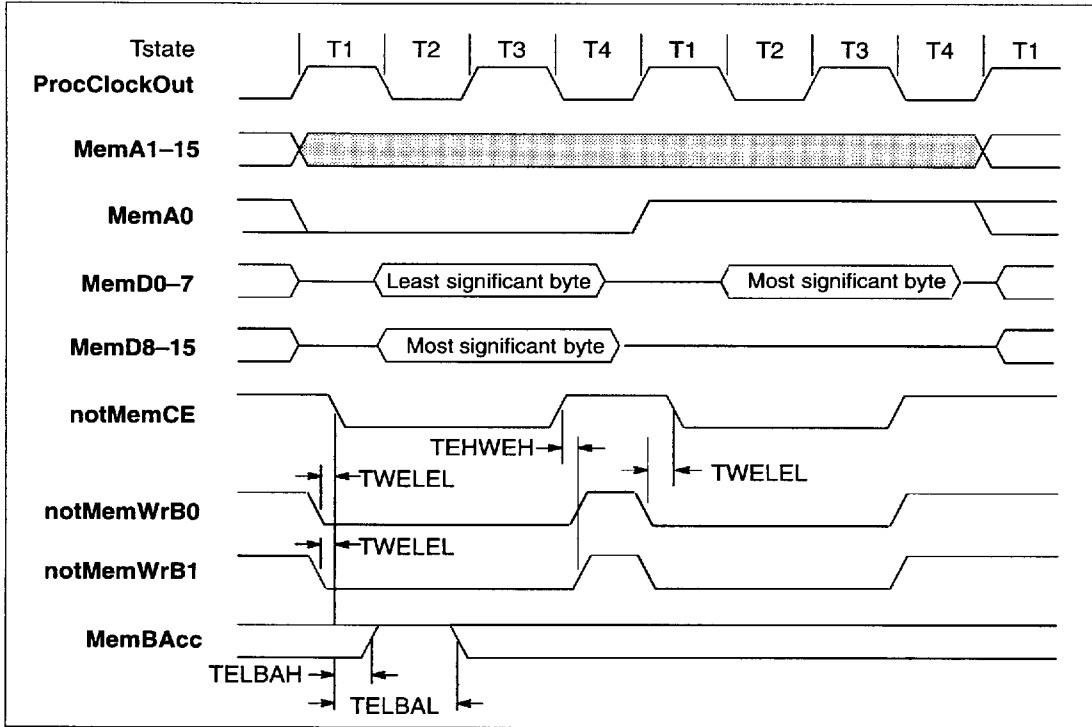 Tstate T1 T2 T3 T4 T1 T2 T3 T4 T1
ProcClockOut
MemA1–15
MemA0
MemD0–7 Least significant byte Most significant byte
MemD8–15 Most significant byte
notMemCE
TEHWEH
TWELEL TWELEL
notMemWrB0
TWELEL
notMemWrB1
MemBAcc
TELBAH
TELBAL